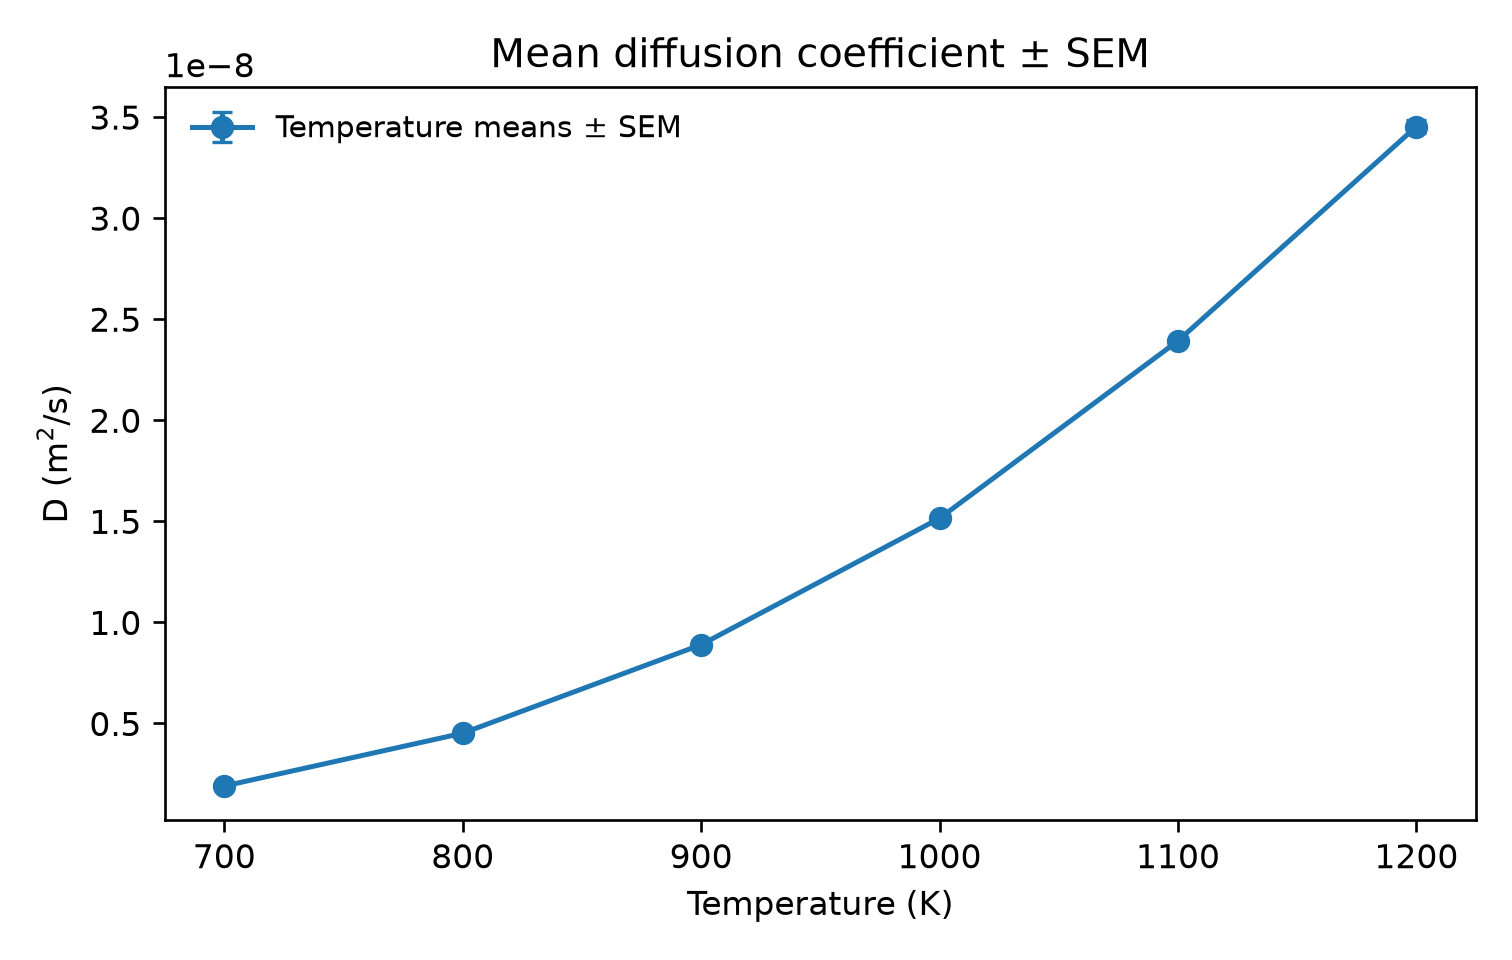 Mean diffusion coefficient ± SEM
1e−8
Temperature means ± SEM
3.5
3.0
2.5
2.0
1.5
1.0
0.5
D (m²/s)
700 800 900 1000 1100 1200
Temperature (K)